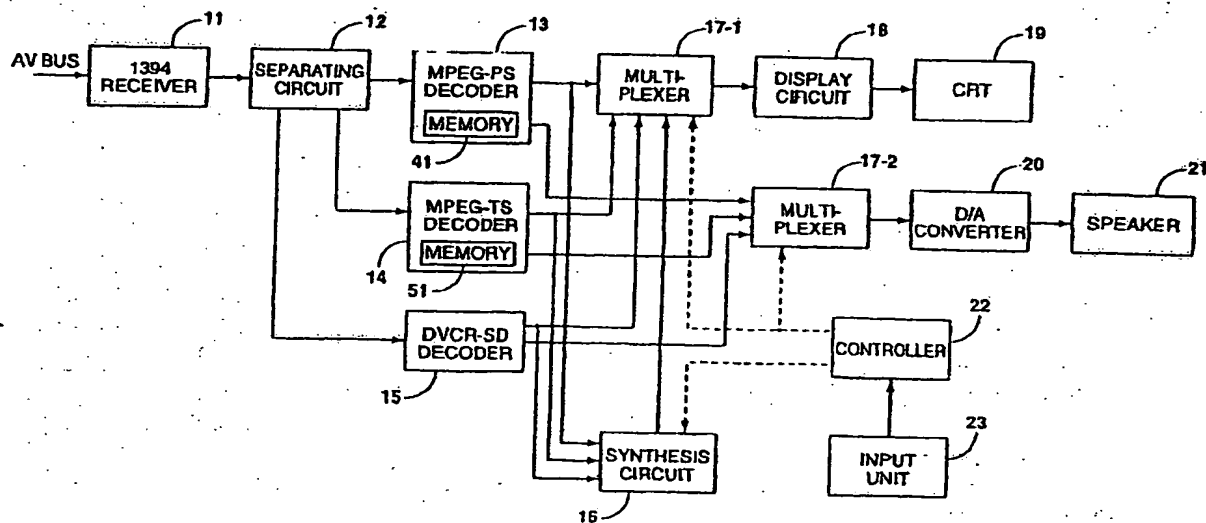 11
12
13
17-1
18
19
AV BUS
1394
RECEIVER
SEPARATING
CIRCUIT
MPEG-PS
DECODER
MEMORY
41
MULTI-
PLEXER
DISPLAY
CIRCUIT
CRT
17-2
20
21
MPEG-TS
DECODER
MEMORY
14
51
MULTI-
PLEXER
D/A
CONVERTER
SPEAKER
DVCR-SD
DECODER
15
22
CONTROLLER
23
SYNTHESIS
CIRCUIT
16
INPUT
UNIT